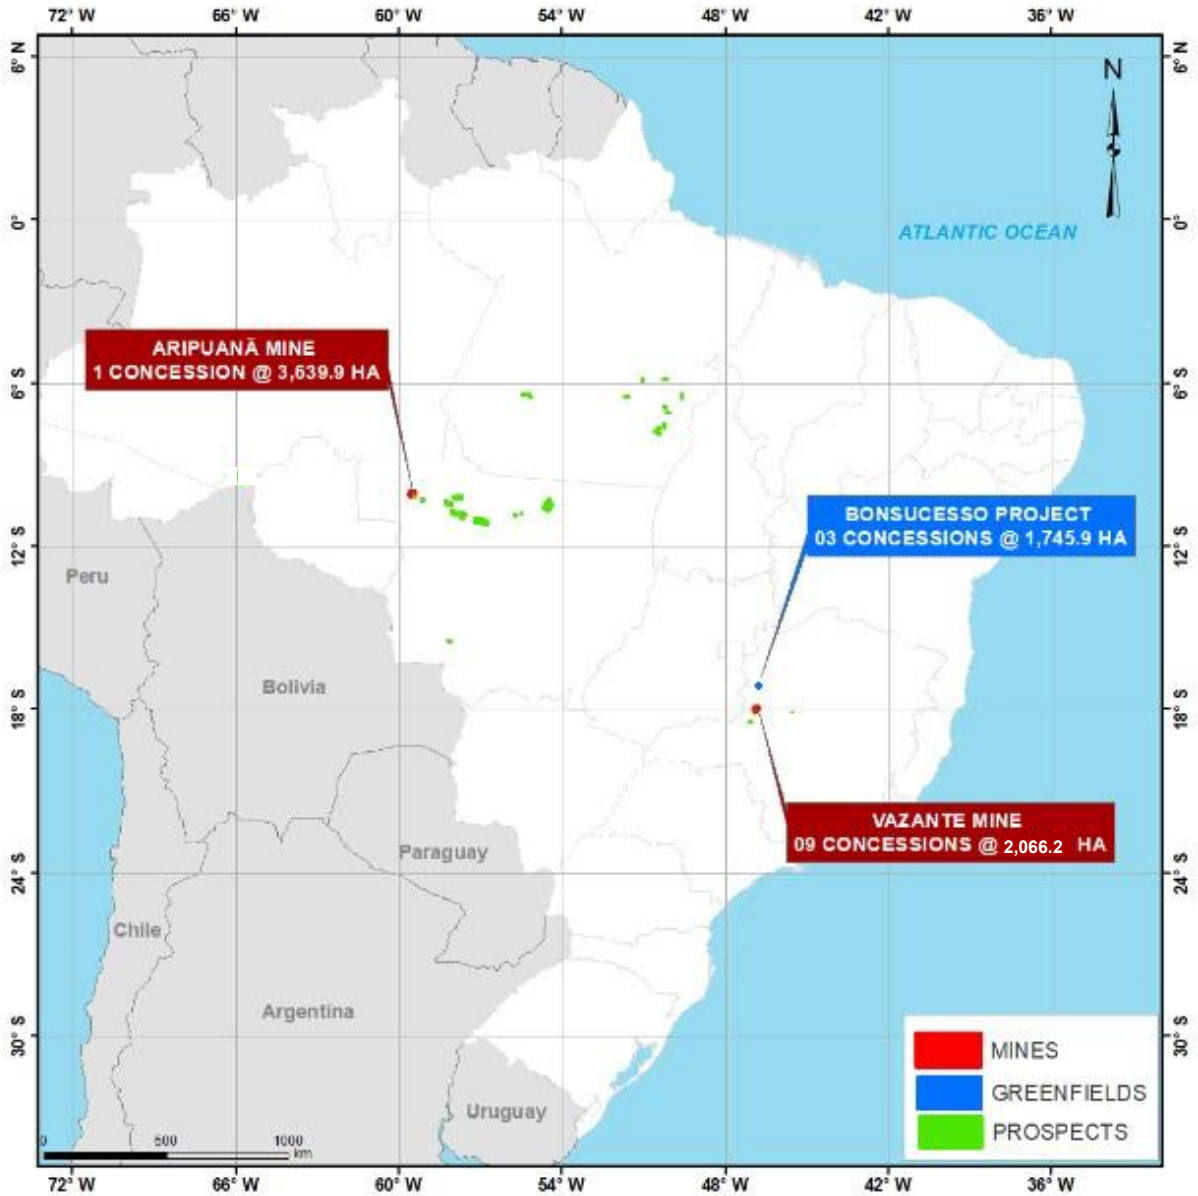 72° W 66° W 60° W 54° W 48° W 42° W 36° W
6° N 6° N
N
0° 0°
ATLANTIC OCEAN
ARIPUANÃ MINE
1 CONCESSION @ 3,639.9 HA
6° S 6° S
BONSUCESSO PROJECT
03 CONCESSIONS @ 1,745.9 HA
12° S 12° S
Peru
Bolivia
18° S 18° S
VAZANTE MINE
09 CONCESSIONS @ 2,066.2 HA
Paraguay
24° S 24° S
Chile
Argentina
30° S 30° S
MINES
GREENFIELDS
PROSPECTS
Uruguay
0 500 1000
km
72° W 66° W 60° W 54° W 48° W 42° W 36° W